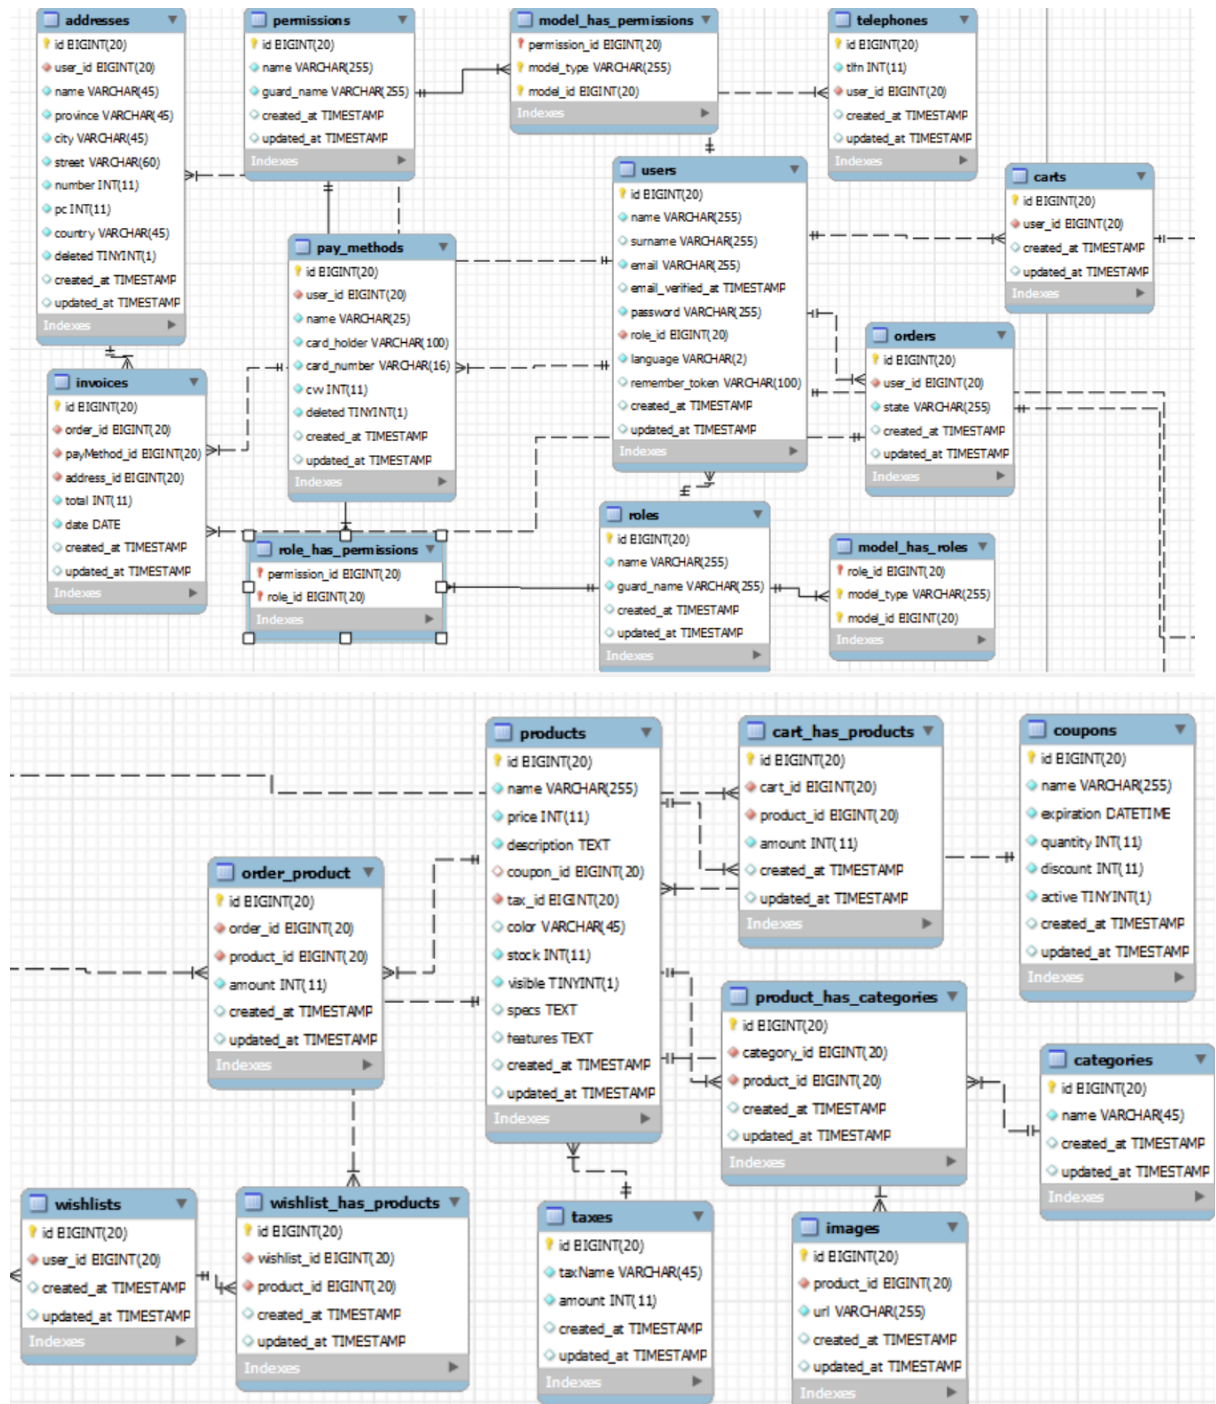 addresses
id BIGINT(20)
user_id BIGINT(20)
name VARCHAR(45)
province VARCHAR(45)
city VARCHAR(45)
street VARCHAR(60)
number INT(11)
pc INT(11)
country VARCHAR(45)
deleted TINYINT(1)
created_at TIMESTAMP
updated_at TIMESTAMP
Indexes
permissions
id BIGINT(20)
name VARCHAR(255)
guard_name VARCHAR(255)
created_at TIMESTAMP
updated_at TIMESTAMP
Indexes
model_has_permissions
permission_id BIGINT(20)
model_type VARCHAR(255)
model_id BIGINT(20)
Indexes
telephones
id BIGINT(20)
tlfn INT(11)
user_id BIGINT(20)
created_at TIMESTAMP
updated_at TIMESTAMP
Indexes
users
id BIGINT(20)
name VARCHAR(255)
surname VARCHAR(255)
email VARCHAR(255)
email_verified_at TIMESTAMP
password VARCHAR(255)
role_id BIGINT(20)
language VARCHAR(2)
remember_token VARCHAR(100)
created_at TIMESTAMP
updated_at TIMESTAMP
Indexes
carts
id BIGINT(20)
user_id BIGINT(20)
created_at TIMESTAMP
updated_at TIMESTAMP
Indexes
pay_methods
id BIGINT(20)
user_id BIGINT(20)
name VARCHAR(25)
card_holder VARCHAR(100)
card_number VARCHAR(16)
cvv INT(11)
deleted TINYINT(1)
created_at TIMESTAMP
updated_at TIMESTAMP
Indexes
orders
id BIGINT(20)
user_id BIGINT(20)
state VARCHAR(255)
created_at TIMESTAMP
updated_at TIMESTAMP
Indexes
invoices
id BIGINT(20)
order_id BIGINT(20)
payMethod_id BIGINT(20)
address_id BIGINT(20)
total INT(11)
date DATE
created_at TIMESTAMP
updated_at TIMESTAMP
Indexes
role_has_permissions
permission_id BIGINT(20)
role_id BIGINT(20)
Indexes
roles
id BIGINT(20)
name VARCHAR(255)
guard_name VARCHAR(255)
created_at TIMESTAMP
updated_at TIMESTAMP
Indexes
model_has_roles
role_id BIGINT(20)
model_type VARCHAR(255)
model_id BIGINT(20)
Indexes
products
id BIGINT(20)
name VARCHAR(255)
price INT(11)
description TEXT
coupon_id BIGINT(20)
tax_id BIGINT(20)
color VARCHAR(45)
stock INT(11)
visible TINYINT(1)
specs TEXT
features TEXT
created_at TIMESTAMP
updated_at TIMESTAMP
Indexes
cart_has_products
id BIGINT(20)
cart_id BIGINT(20)
product_id BIGINT(20)
amount INT(11)
created_at TIMESTAMP
updated_at TIMESTAMP
Indexes
coupons
id BIGINT(20)
name VARCHAR(255)
expiration DATETIME
quantity INT(11)
discount INT(11)
active TINYINT(1)
created_at TIMESTAMP
updated_at TIMESTAMP
Indexes
order_product
id BIGINT(20)
order_id BIGINT(20)
product_id BIGINT(20)
amount INT(11)
created_at TIMESTAMP
updated_at TIMESTAMP
Indexes
product_has_categories
id BIGINT(20)
category_id BIGINT(20)
product_id BIGINT(20)
created_at TIMESTAMP
updated_at TIMESTAMP
Indexes
categories
id BIGINT(20)
name VARCHAR(45)
created_at TIMESTAMP
updated_at TIMESTAMP
Indexes
wishlists
id BIGINT(20)
user_id BIGINT(20)
created_at TIMESTAMP
updated_at TIMESTAMP
Indexes
wishlist_has_products
id BIGINT(20)
wishlist_id BIGINT(20)
product_id BIGINT(20)
created_at TIMESTAMP
updated_at TIMESTAMP
Indexes
taxes
id BIGINT(20)
taxName VARCHAR(45)
amount INT(11)
created_at TIMESTAMP
updated_at TIMESTAMP
Indexes
images
id BIGINT(20)
product_id BIGINT(20)
url VARCHAR(255)
created_at TIMESTAMP
updated_at TIMESTAMP
Indexes